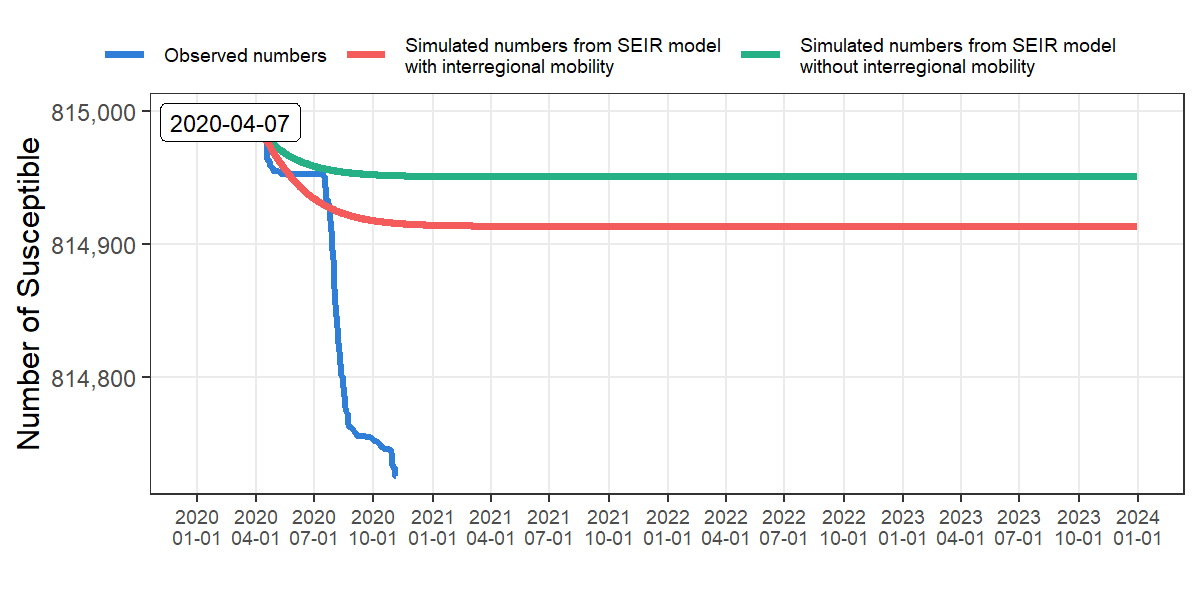 Observed numbers
Simulated numbers from SEIR model
with interregional mobility
Simulated numbers from SEIR model
without interregional mobility
Number of Susceptible
815,000
814,900
814,800
2020-04-07
2020 2020 2020 2020 2021 2021 2021 2021 2022 2022 2022 2022 2023 2023 2023 2023 2024
01-01 04-01 07-01 10-01 01-01 04-01 07-01 10-01 01-01 04-01 07-01 10-01 01-01 04-01 07-01 10-01 01-01